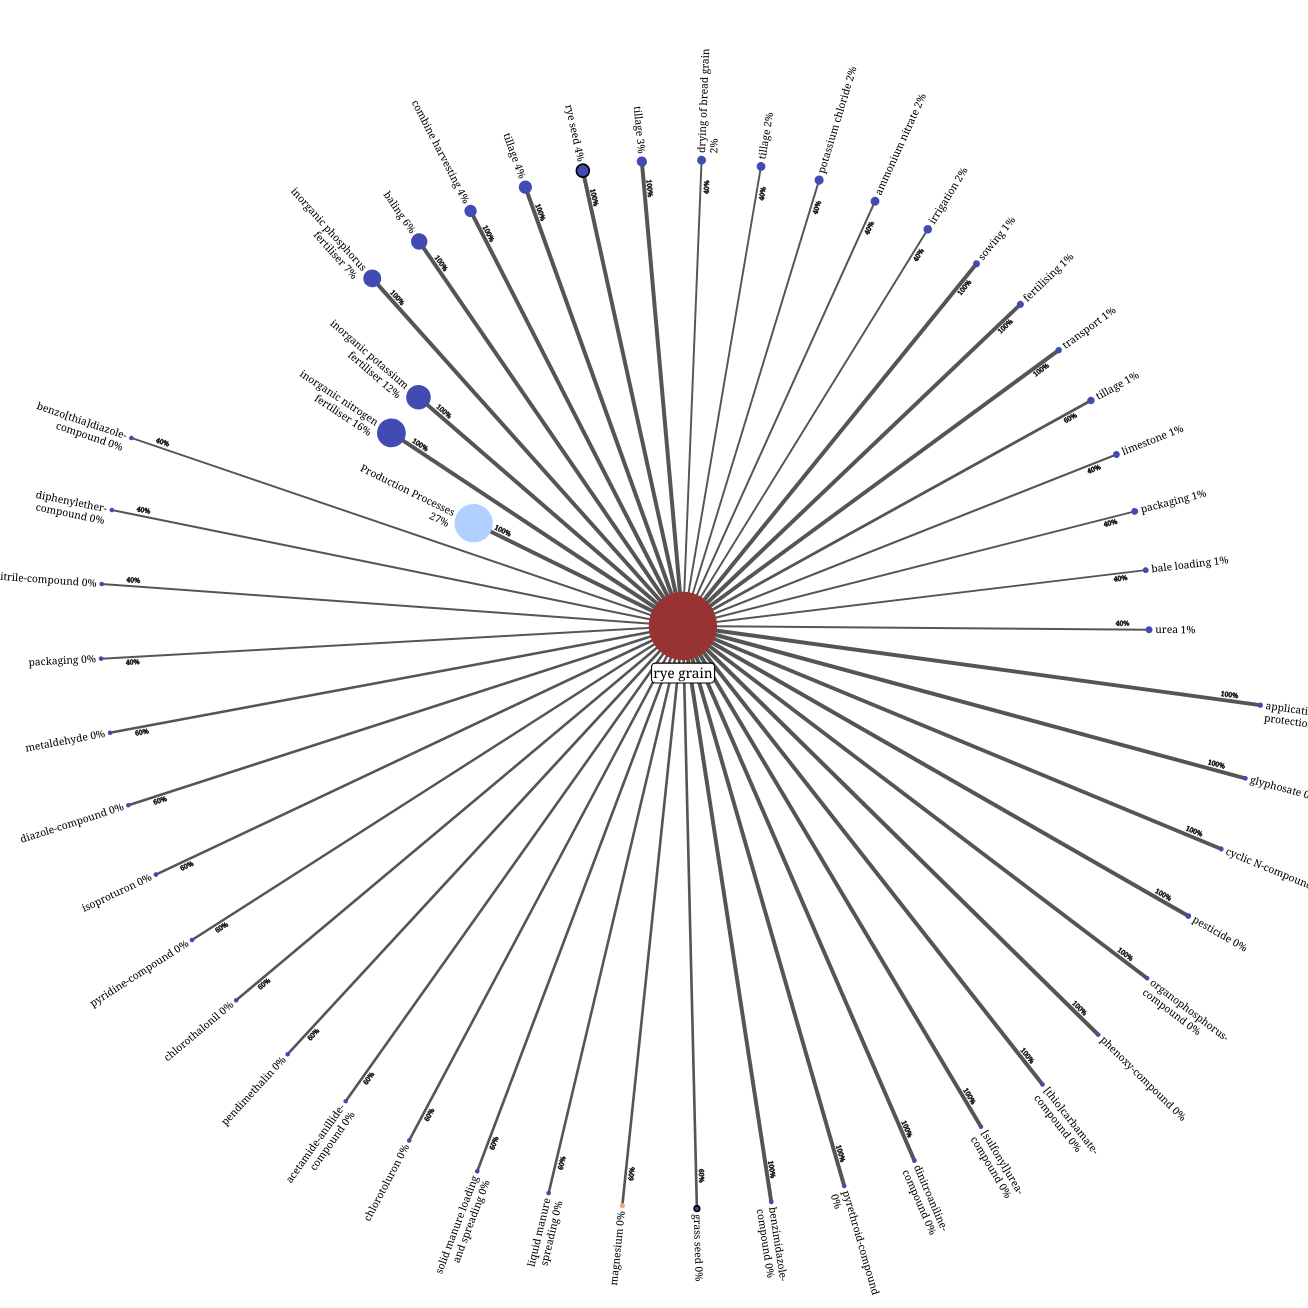 drying of bread grain
2%
40%
tillage 2%
40%
potassium chloride 2%
40%
ammonium nitrate 2%
40%
irrigation 2%
40%
sowing 1%
100%
fertilising 1%
100%
transport 1%
100%
tillage 1%
60%
limestone 1%
40%
packaging 1%
40%
bale loading 1%
40%
urea 1%
40%
applicati
protectio
100%
glyphosate 0
100%
cyclic N-compound
100%
pesticide 0%
100%
organophosphorus-
compound 0%
100%
phenoxy-compound 0%
100%
[thio]carbamate-
compound 0%
100%
[sulfonyl]urea-
compound 0%
100%
dinitroaniline-
compound 0%
100%
pyrethroid-compound
0%
100%
benzimidazole-
compound 0%
100%
grass seed 0%
60%
magnesium 0%
60%
liquid manure
spreading 0%
60%
solid manure loading
and spreading 0%
60%
chlorotoluron 0%
60%
acetamide-anillide-
compound 0%
60%
pendimethalin 0%
60%
chlorothalonil 0%
60%
pyridine-compound 0%
60%
isoproturon 0%
60%
diazole-compound 0%
60%
metaldehyde 0%
60%
packaging 0%
40%
itrile-compound 0%
40%
diphenylether-
compound 0%
40%
benzo[thia]diazole-
compound 0%
40%
Production Processes
27%
100%
inorganic nitrogen
fertiliser 16%
100%
inorganic potassium
fertiliser 12%
100%
inorganic phosphorus
fertiliser 7%
100%
baling 6%
100%
combine harvesting 4%
100%
tillage 4%
100%
rye seed 4%
100%
tillage 3%
100%
rye grain